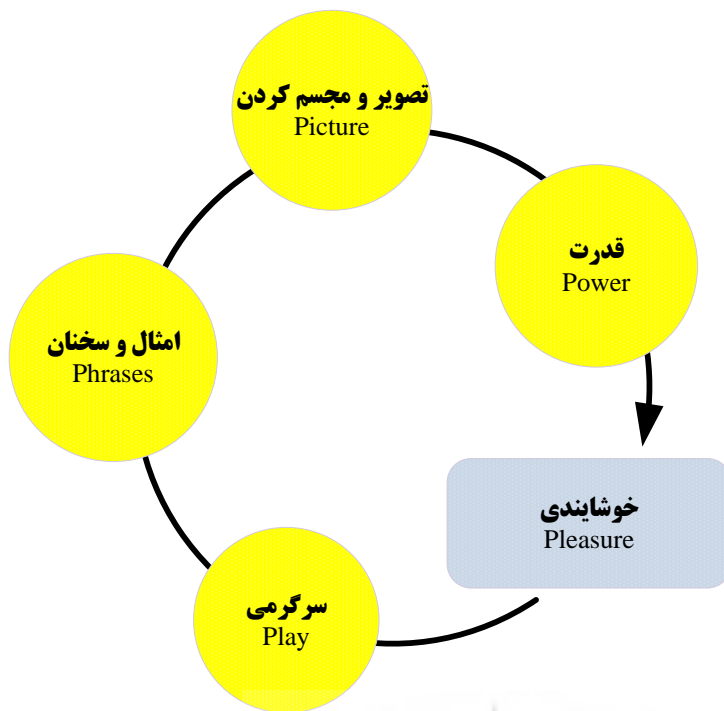 تصویر و مجسم کردن
Picture
قدرت
Power
امثال و سخنان
Phrases
خوشایندی
Pleasure
سرگرمی
Play